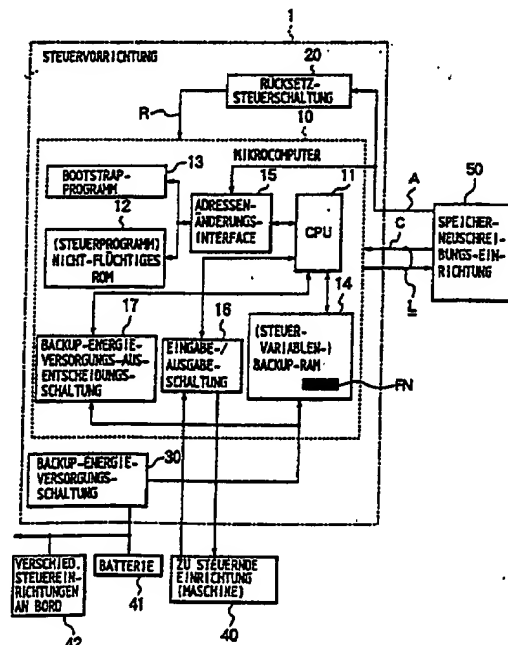 1
STEUERVORRICHTUNG
20
RÜCKSETZ-
STEUERSCHALTUNG
R
10
MIKROCOMPUTER
13
BOOTSTRAP-
PROGRAMM
15
11
A
50
12
ADRESSEN-
ÄNDERUNGS-
INTERFACE
CPU
C
SPEICHER-
NEUSCHREI-
BUNGS-EIN-
RICHTUNG
(STEUERPROGRAMM)
NICHT-FLÜCHTIGES
ROM
L
17
16
14
BACKUP-ENERGIE-
VERSORGUNGS-AUS-
ENTSCHEIDUNGS-
SCHALTUNG
EINGABE-/
AUSGABE-
SCHALTUNG
(STEUER-
VARIABLEN-)
BACKUP-RAM
FN
30
BACKUP-ENERGIE-
VERSORGUNGS-
SCHALTUNG
VERSCHIED.
STEUEREIN-
RICHTUNGEN
AN BORD
BATTERIE
ZU STEUERNDE
EINRICHTUNG
(MASCHINE)
41
40
42